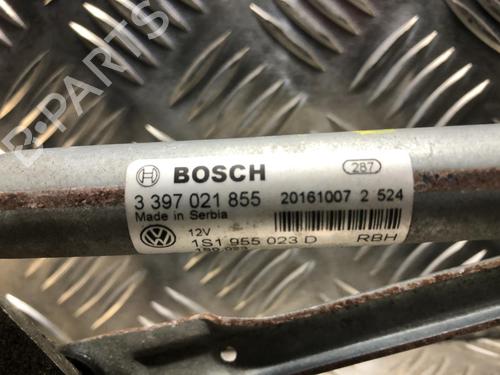 B-PARTS
BOSCH 287
3 397 021 855 20161007 2 524
Made in Serbia
12V
1S1 955 023 D RBH